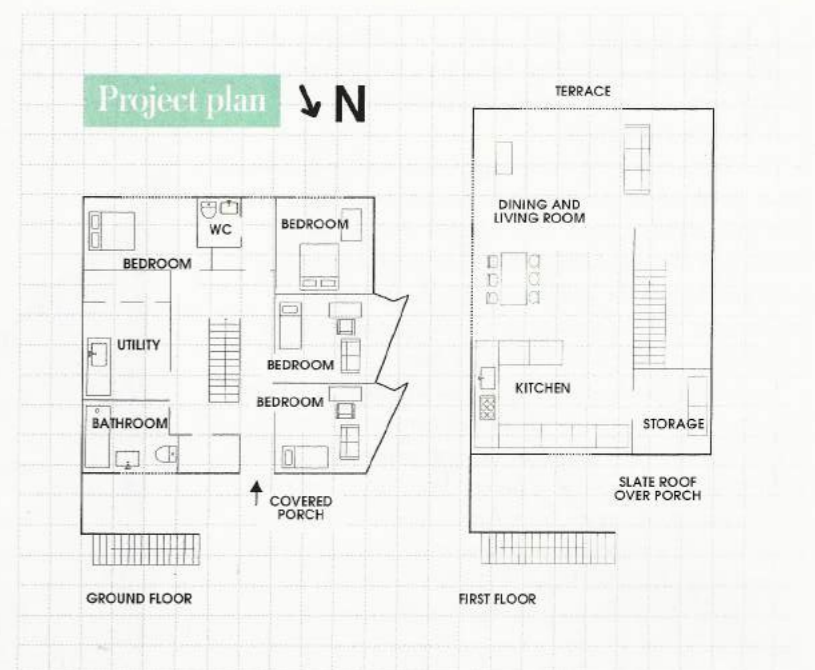 Project plan
N
TERRACE
DINING AND
LIVING ROOM
WC
BEDROOM
BEDROOM
UTILITY
BEDROOM
KITCHEN
BEDROOM
BATHROOM
STORAGE
COVERED
PORCH
SLATE ROOF
OVER PORCH
GROUND FLOOR
FIRST FLOOR